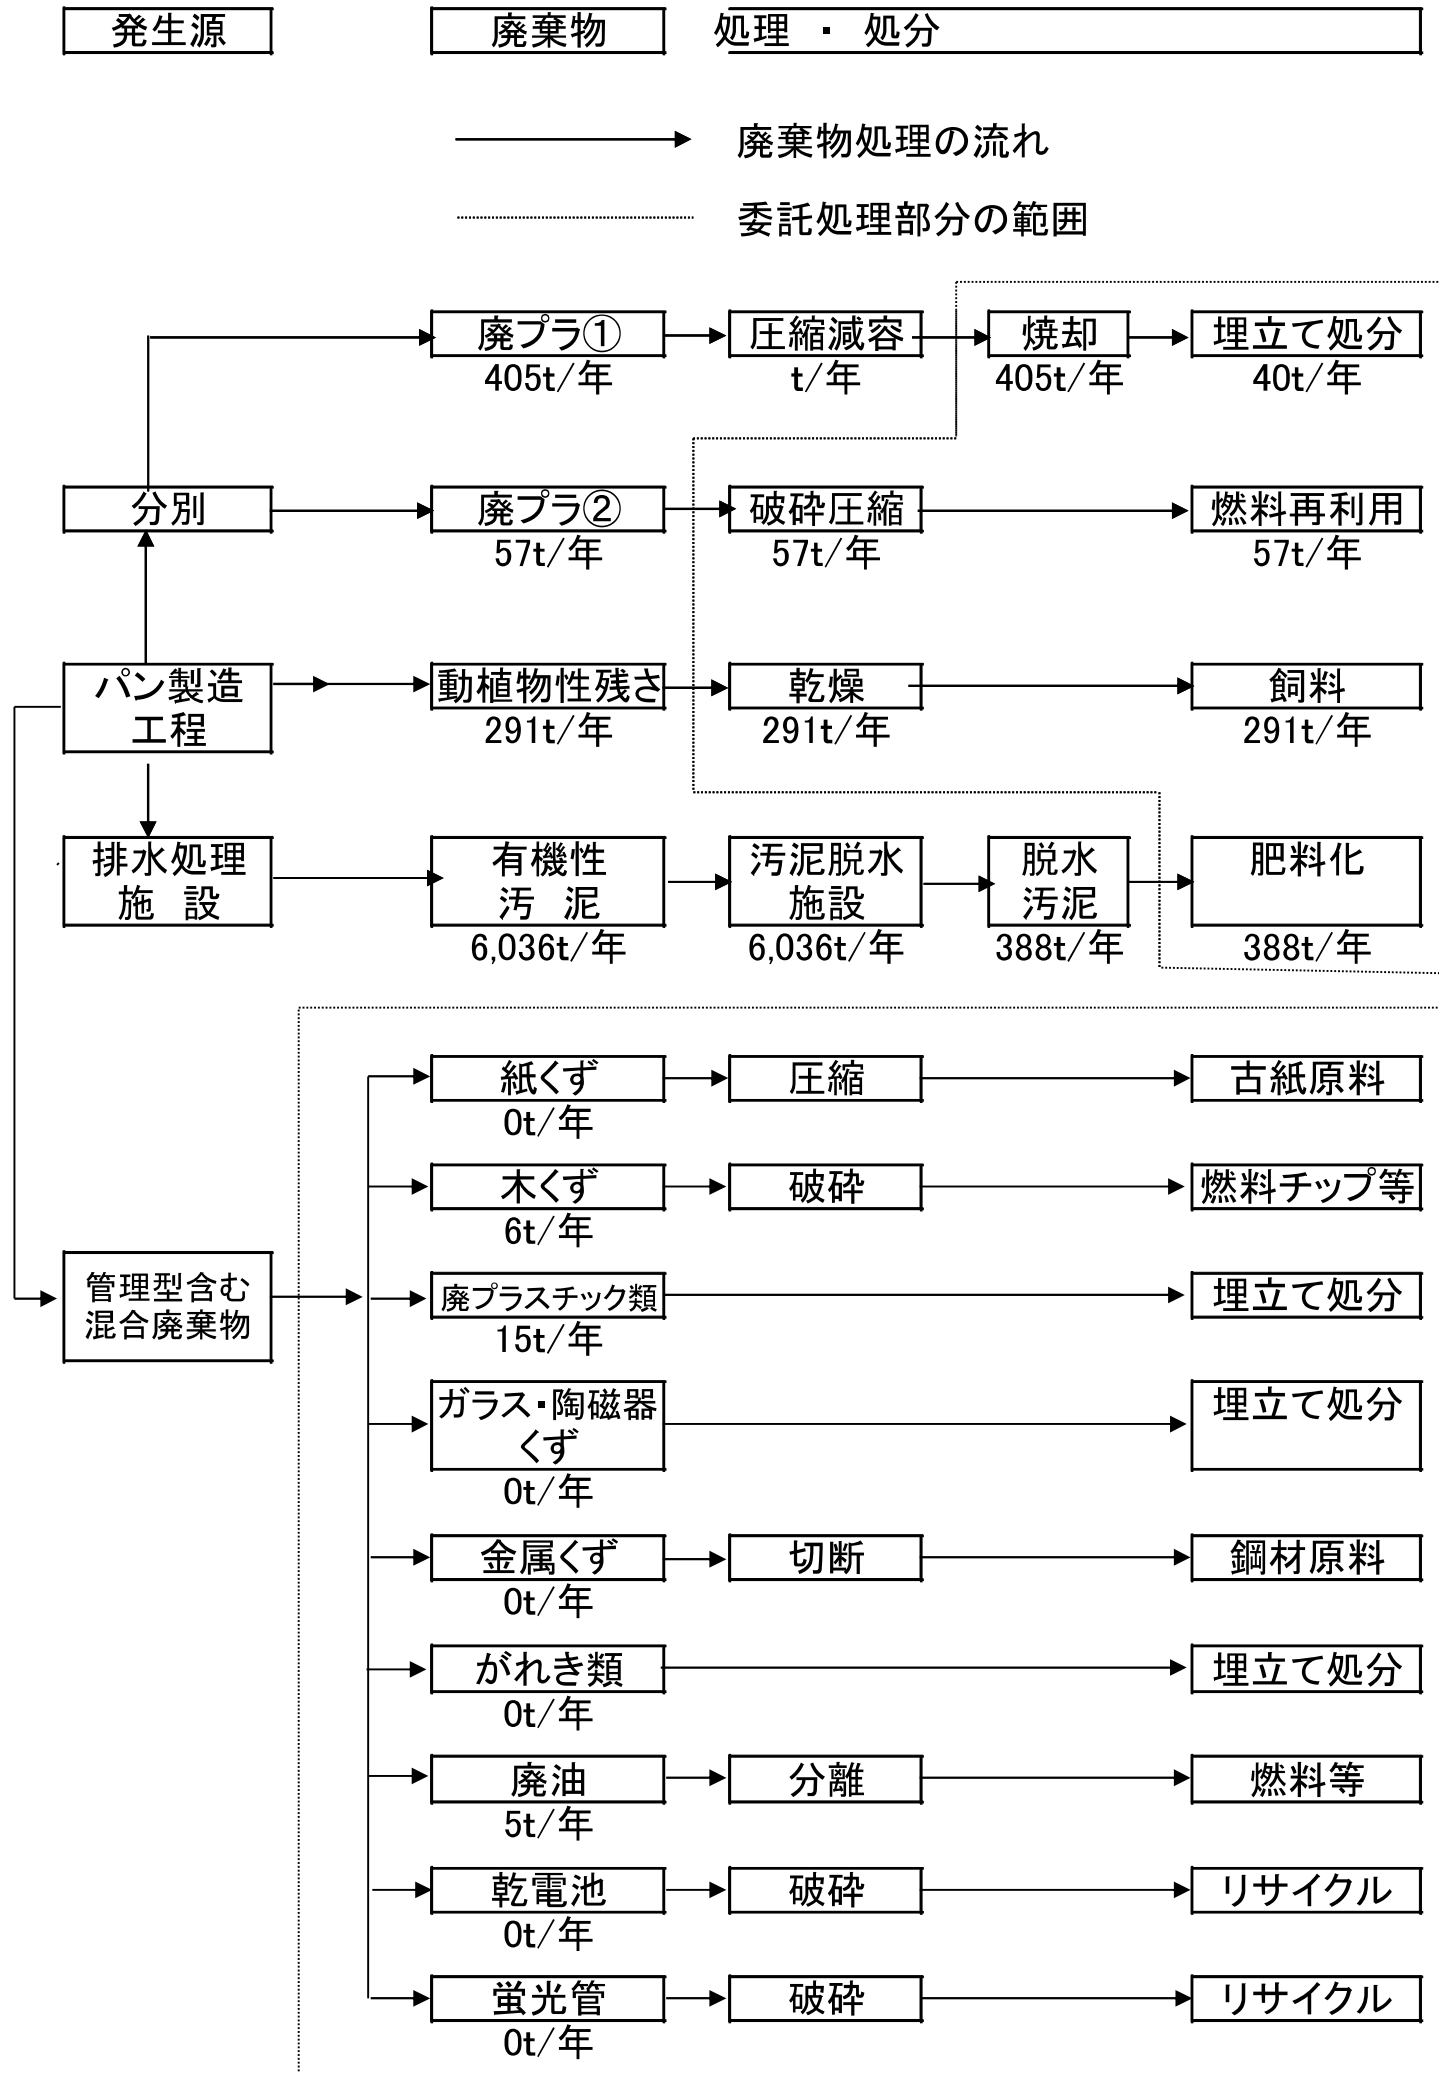 発生源 廃棄物 処理 ・ 処分
廃棄物処理の流れ
委託処理部分の範囲
廃プラ① 圧縮減容 焼却 埋立て処分
405t/年 t/年 405t/年 40t/年
分別 廃プラ② 破砕圧縮 燃料再利用
57t/年 57t/年 57t/年
パン製造
工程
動植物性残さ 乾燥 飼料
291t/年 291t/年 291t/年
排水処理
施 設
有機性
汚 泥
汚泥脱水
施設
脱水
汚泥
肥料化
6,036t/年 6,036t/年 388t/年 388t/年
紙くず 圧縮 古紙原料
0t/年
木くず 破砕 燃料チップ等
6t/年
管理型含む
混合廃棄物
廃プラスチック類 埋立て処分
15t/年
ガラス・陶磁器
くず
埋立て処分
0t/年
金属くず 切断 鋼材原料
0t/年
がれき類 埋立て処分
0t/年
廃油 分離 燃料等
5t/年
乾電池 破砕 リサイクル
0t/年
蛍光管 破砕 リサイクル
0t/年